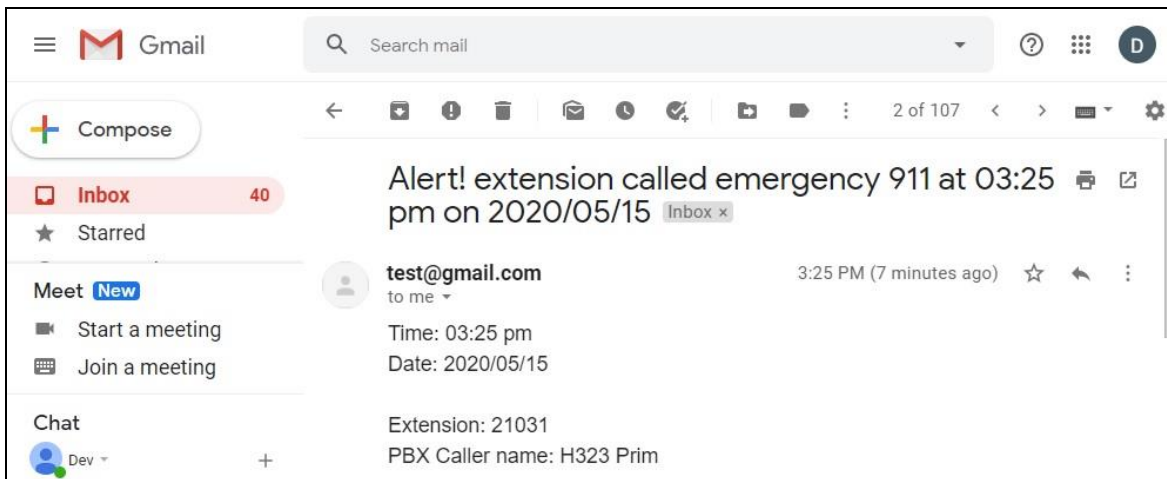 Gmail
Search mail
D
Compose
2 of 107
Inbox 40
Starred
Alert! extension called emergency 911 at 03:25
pm on 2020/05/15 Inbox ×
Meet New
Start a meeting
Join a meeting
test@gmail.com 3:25 PM (7 minutes ago)
to me
Time: 03:25 pm
Date: 2020/05/15
Chat
Dev
Extension: 21031
PBX Caller name: H323 Prim